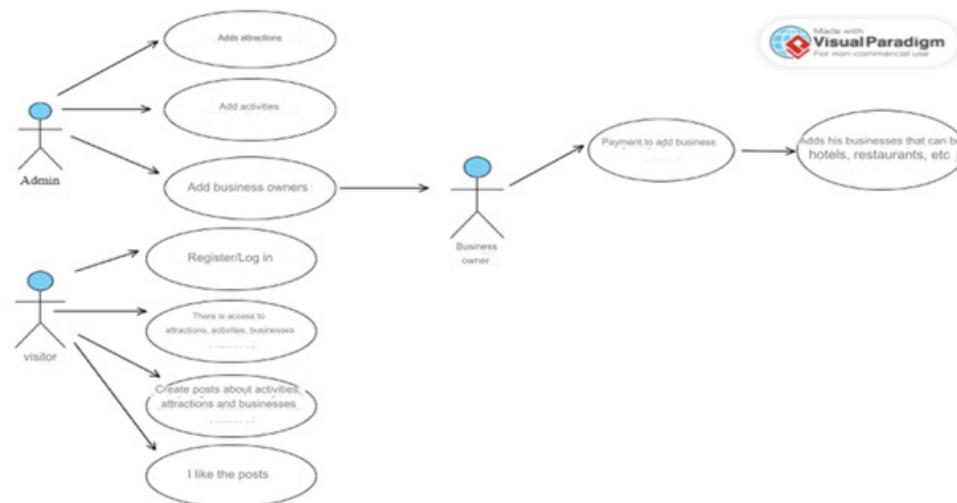 Adds attractions
Made with
Visual Paradigm
For non-commercial use
Add activities
Admin
Payment to add business
Adds his businesses that can be
hotels, restaurants, etc
Add business owners
Business
owner
Register/Log in
There is access to
attractions, activities, businesses
visitor
Create posts about activities,
attractions and businesses
I like the posts